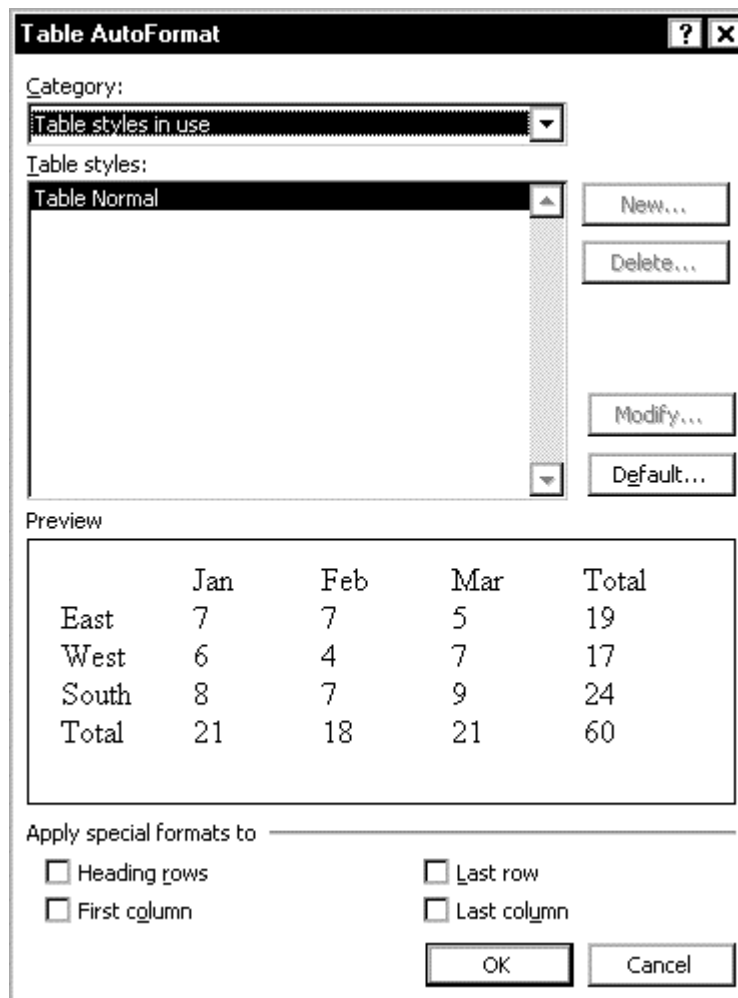 Table AutoFormat
Category:
Table styles in use
Table styles:
Table Normal
New...
Delete...
Modify...
Default...
Preview
Jan Feb Mar Total
East 7 7 5 19
West 6 4 7 17
South 8 7 9 24
Total 21 18 21 60
Apply special formats to
Heading rows Last row
First column Last column
OK Cancel